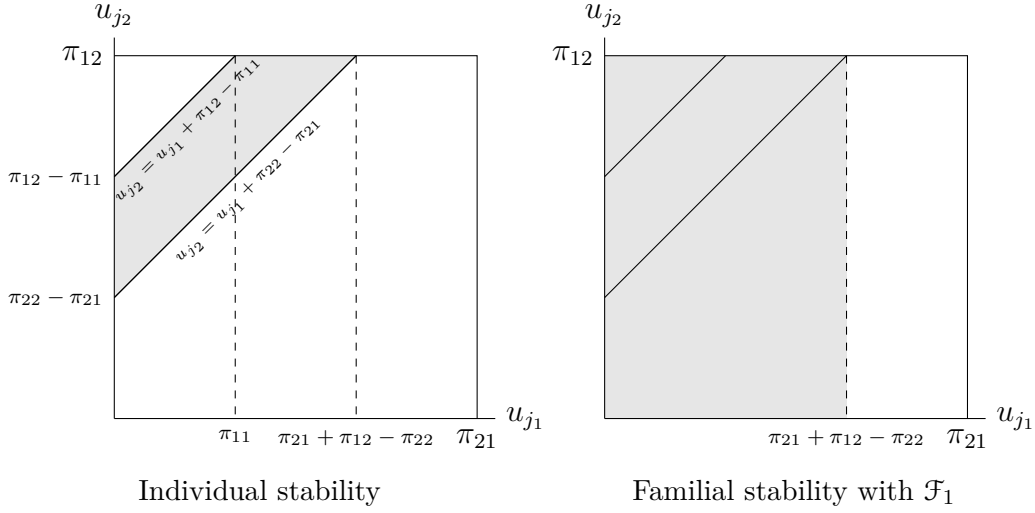 u_{j_2}
π_{12}
π_{12} − π_{11}
π_{22} − π_{21}
u_{j_2} = u_{j_1} + π_{12} − π_{11}
u_{j_2} = u_{j_1} + π_{22} − π_{21}
u_{j_1}
π_{11}
π_{21} + π_{12} − π_{22}
π_{21}
Individual stability
u_{j_2}
π_{12}
u_{j_1}
π_{21} + π_{12} − π_{22}
π_{21}
Familial stability with ℱ_1